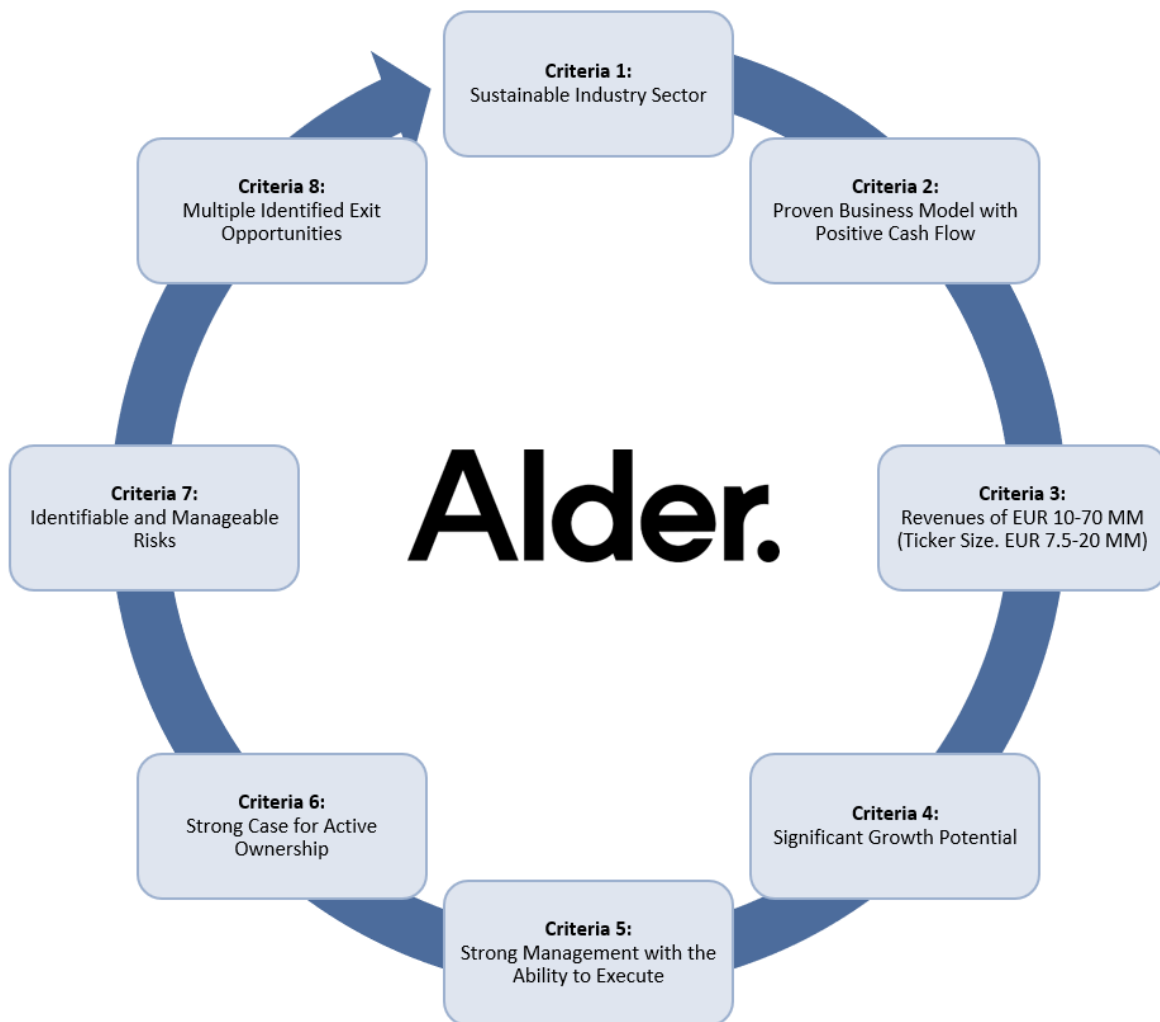 Criteria 1:
Sustainable Industry Sector
Criteria 2:
Proven Business Model with
Positive Cash Flow
Criteria 3:
Revenues of EUR 10-70 MM
(Ticker Size. EUR 7.5-20 MM)
Criteria 4:
Significant Growth Potential
Criteria 5:
Strong Management with the
Ability to Execute
Criteria 6:
Strong Case for Active
Ownership
Criteria 7:
Identifiable and Manageable
Risks
Criteria 8:
Multiple Identified Exit
Opportunities
Alder.